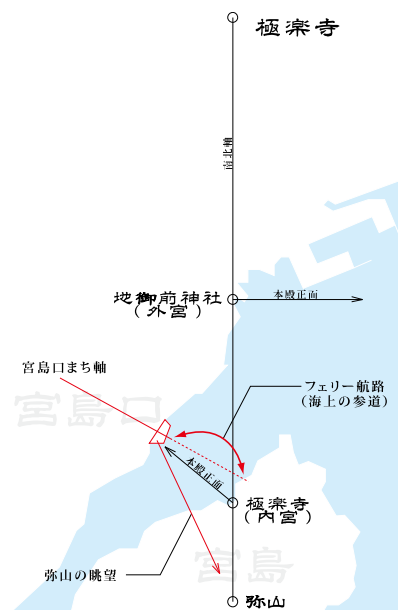 極楽寺
南北軸
地御前神社
(外宮)
本殿正面
宮島口まち軸
フェリー航路
(海上の参道)
宮島口
本殿正面
極楽寺
(内宮)
宮島
弥山の眺望
弥山